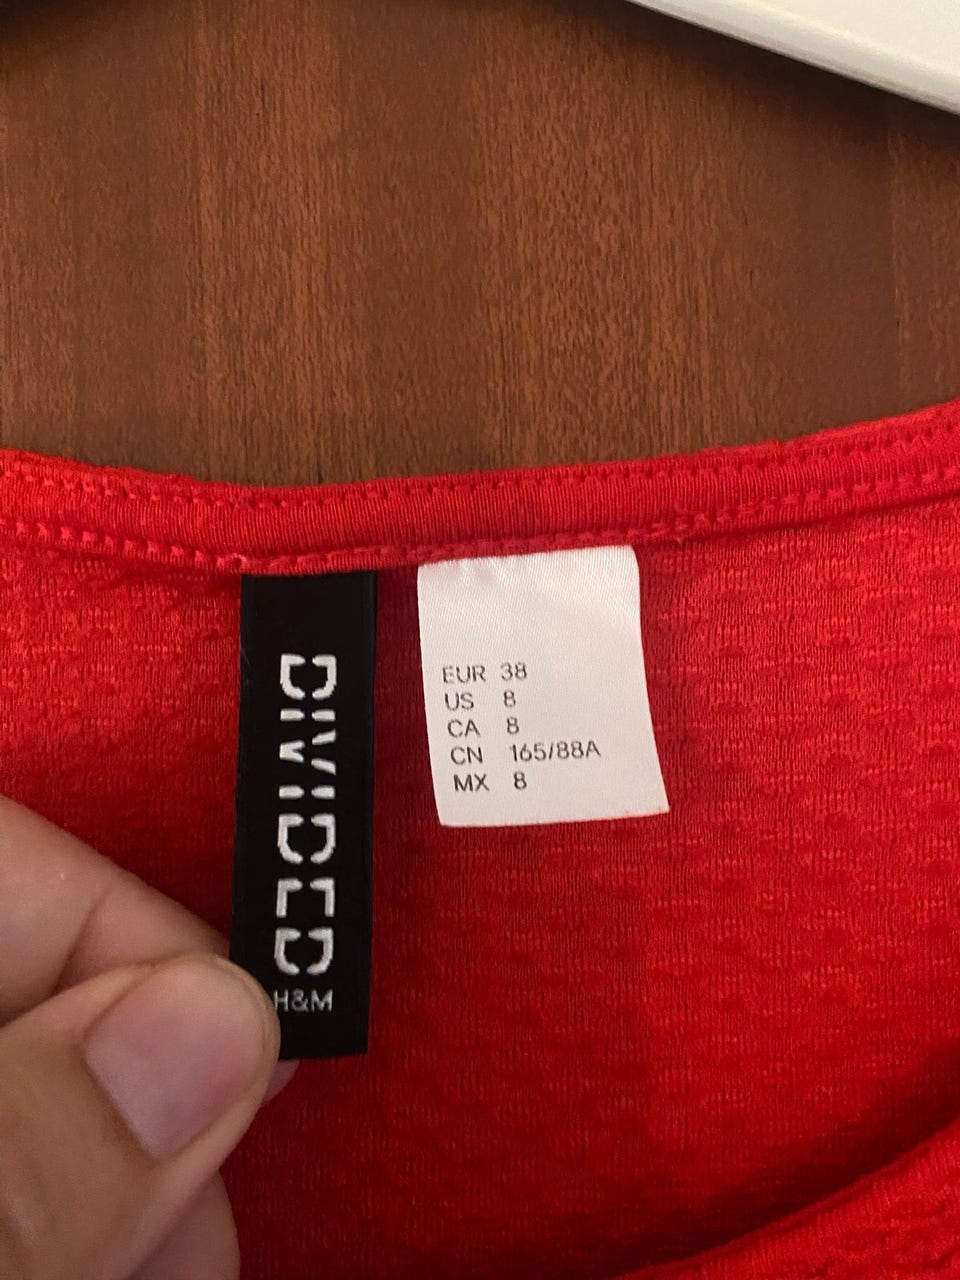 DIVIDED
H&M
EUR 38
US 8
CA 8
CN 165/88A
MX 8